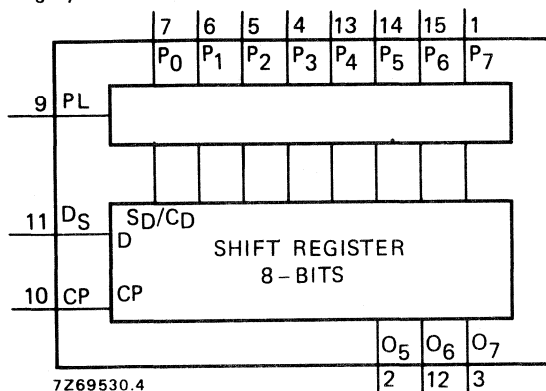 7 6 5 4 13 14 15 1
P0 P1 P2 P3 P4 P5 P6 P7
9 PL
11 DS
SD/CD
D
SHIFT REGISTER
8-BITS
10 CP
CP
O5 O6 O7
2 12 3
7Z69530.4